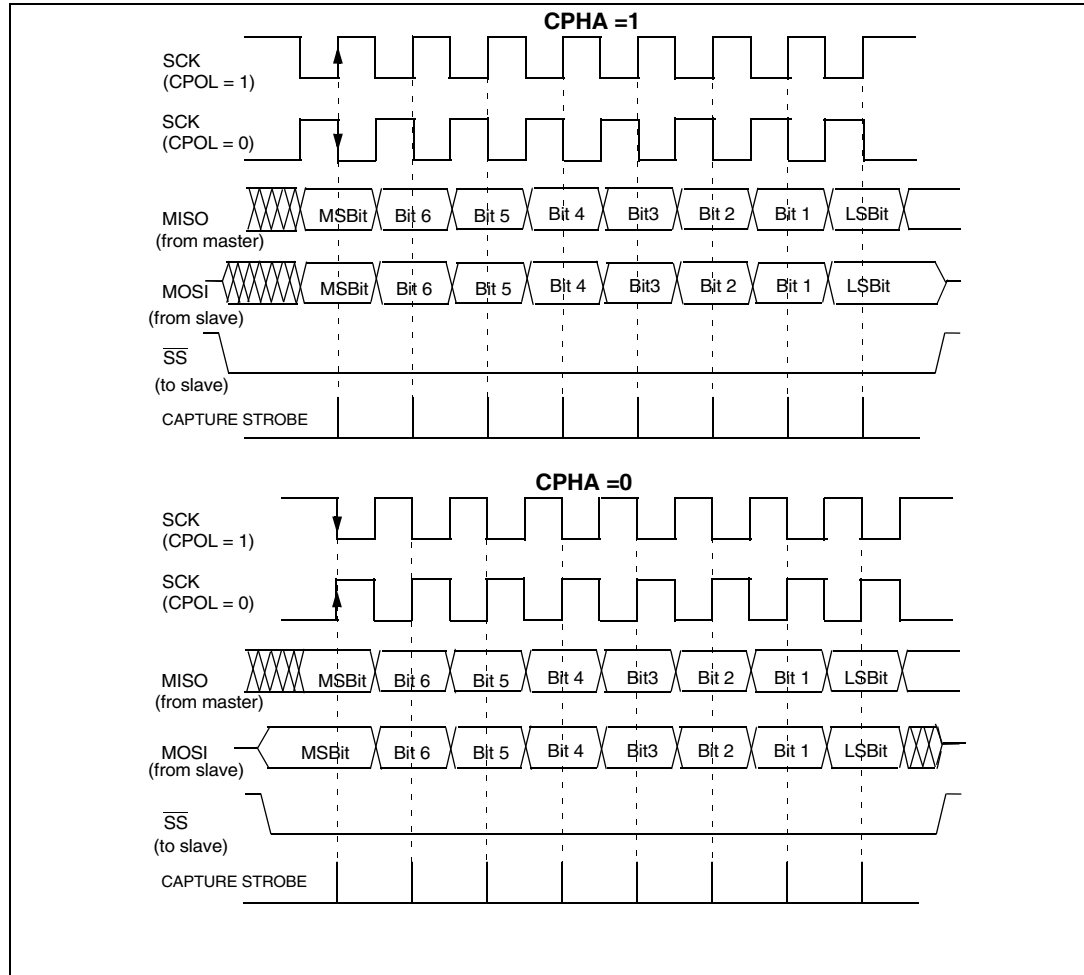 CPHA =1
SCK
(CPOL = 1)
SCK
(CPOL = 0)
MISO
(from master)
MSBit Bit 6 Bit 5 Bit 4 Bit3 Bit 2 Bit 1 LSBit
MOSI
(from slave)
MSBit Bit 6 Bit 5 Bit 4 Bit3 Bit 2 Bit 1 LSBit
SS
(to slave)
CAPTURE STROBE
CPHA =0
SCK
(CPOL = 1)
SCK
(CPOL = 0)
MISO
(from master)
MSBit Bit 6 Bit 5 Bit 4 Bit3 Bit 2 Bit 1 LSBit
MOSI
(from slave)
MSBit Bit 6 Bit 5 Bit 4 Bit3 Bit 2 Bit 1 LSBit
SS
(to slave)
CAPTURE STROBE